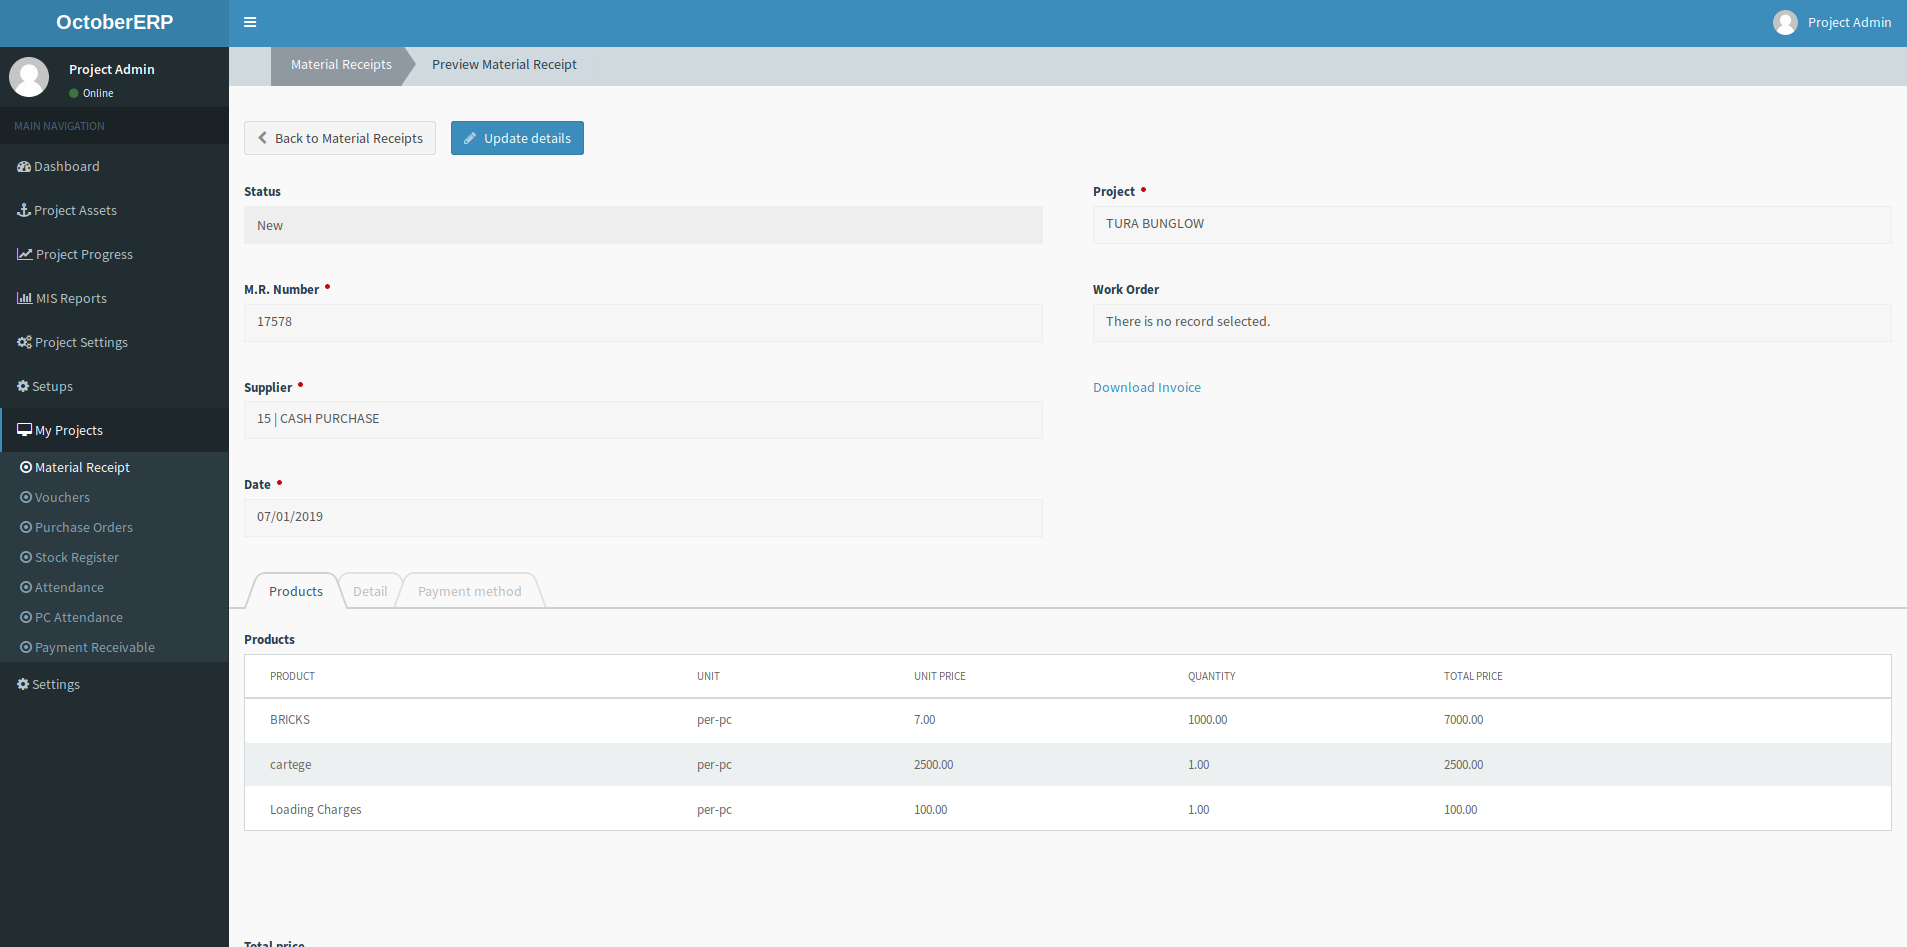 OctoberERP
Project Admin
Project Admin
Online
MAIN NAVIGATION
Dashboard
Project Assets
Project Progress
MIS Reports
Project Settings
Setups
My Projects
Material Receipt
Vouchers
Purchase Orders
Stock Register
Attendance
PC Attendance
Payment Receivable
Settings
Material Receipts Preview Material Receipt
Back to Material Receipts Update details
Status
New
Project
TURA BUNGLOW
M.R. Number
17578
Work Order
There is no record selected.
Supplier
15 | CASH PURCHASE
Download Invoice
Date
07/01/2019
Products Detail Payment method
Products
PRODUCT UNIT UNIT PRICE QUANTITY TOTAL PRICE
BRICKS per-pc 7.00 1000.00 7000.00
cartege per-pc 2500.00 1.00 2500.00
Loading Charges per-pc 100.00 1.00 100.00
Total price